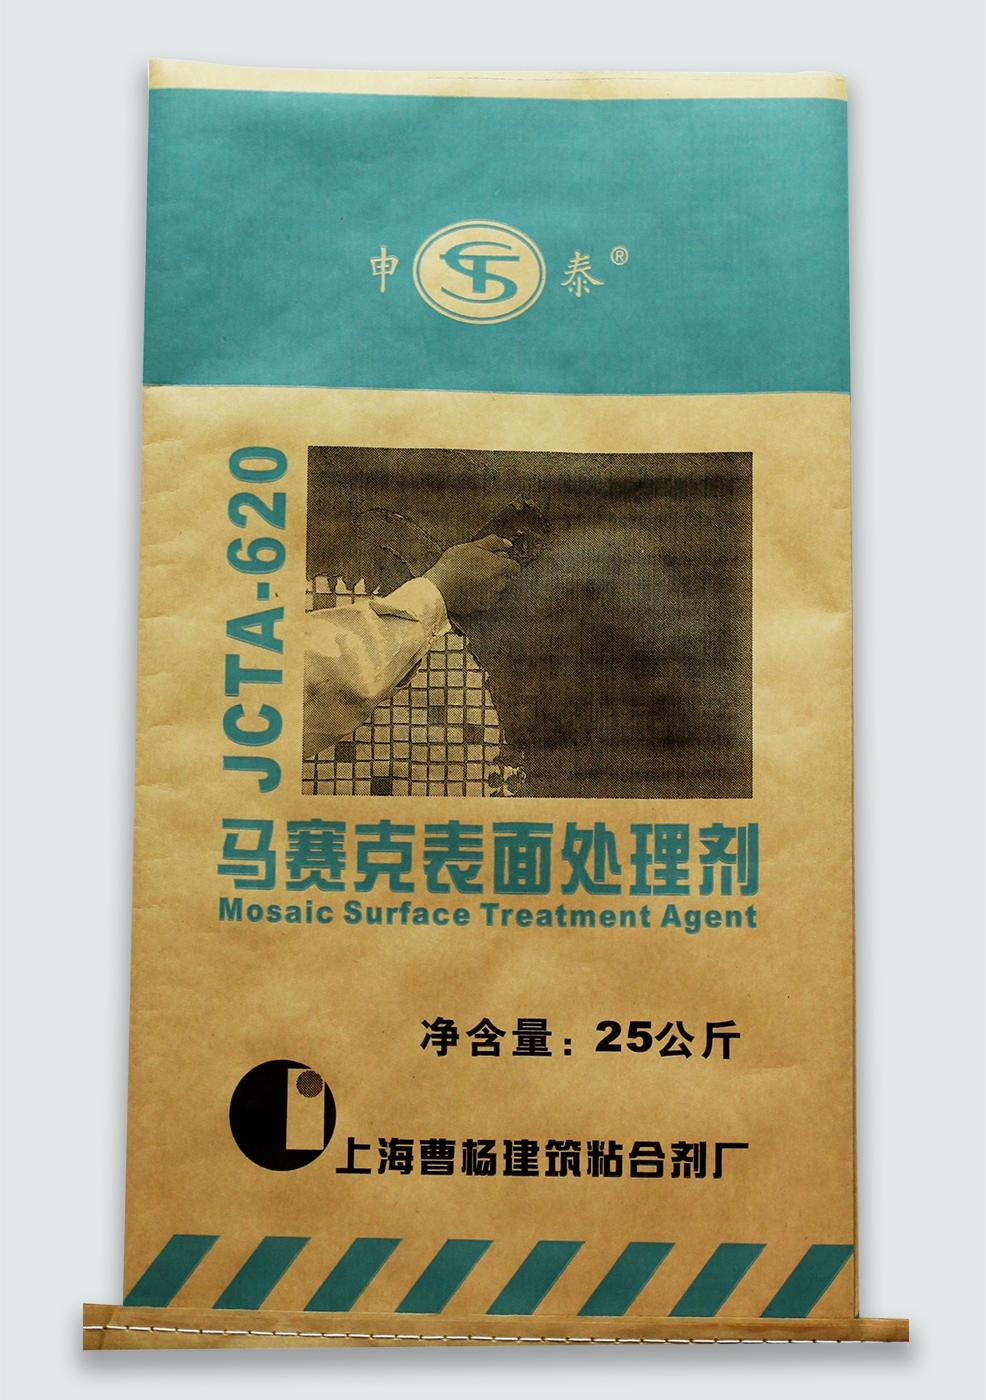 申 ST 泰®
JCTA-620
马赛克表面处理剂
Mosaic Surface Treatment Agent
净含量：25公斤
上海曹杨建筑粘合剂厂